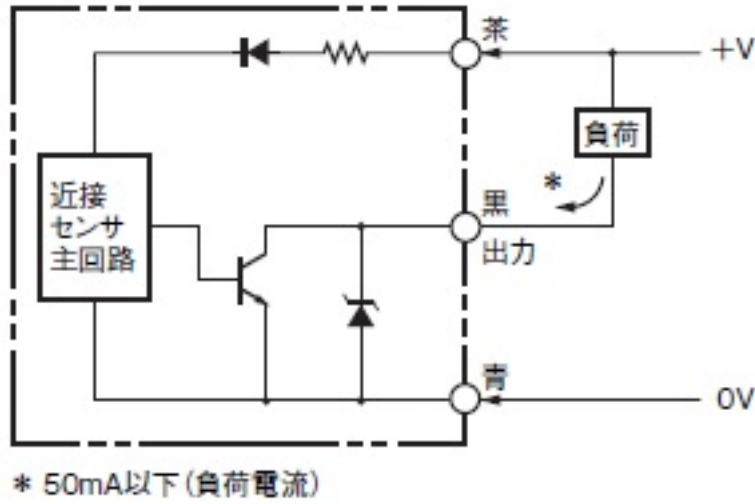 茶
+V
負荷
近接
センサ
主回路
*
黒
出力
青
0V
* 50mA以下(負荷電流)